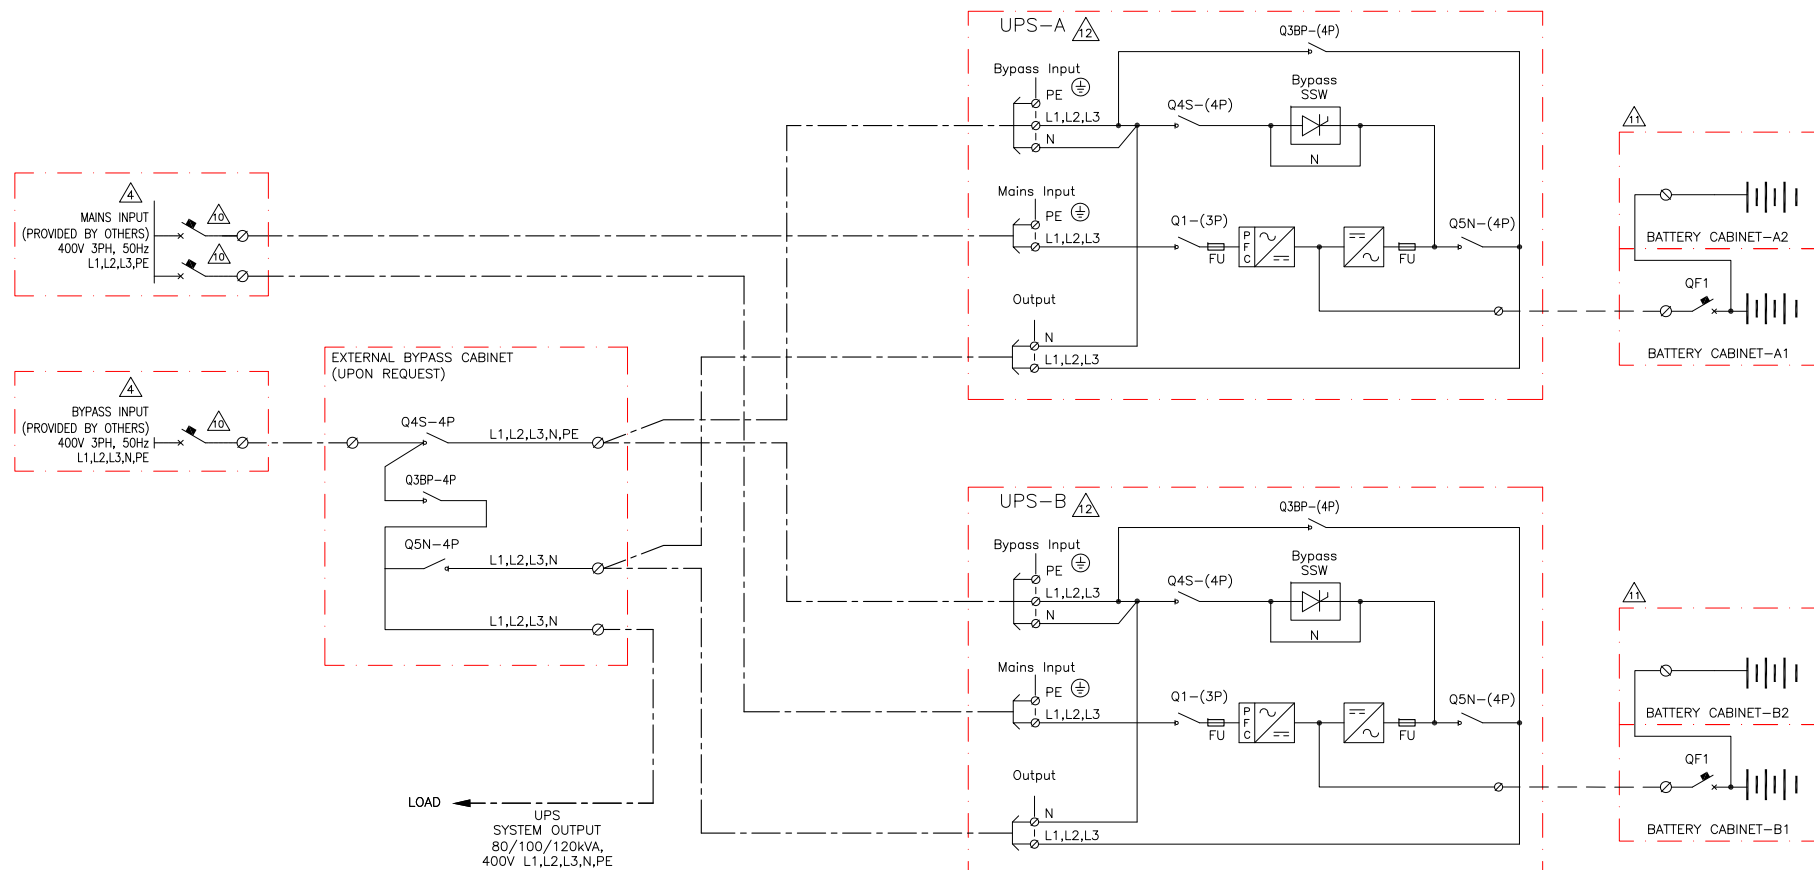 4
MAINS INPUT
(PROVIDED BY OTHERS)
400V 3PH, 50Hz
L1,L2,L3,PE
10
10
4
BYPASS INPUT
(PROVIDED BY OTHERS)
400V 3PH, 50Hz
L1,L2,L3,N,PE
10
EXTERNAL BYPASS CABINET
(UPON REQUEST)
Q4S-4P
L1,L2,L3,N,PE
Q3BP-4P
Q5N-4P
L1,L2,L3,N
L1,L2,L3,N
LOAD
UPS
SYSTEM OUTPUT
80/100/120kVA,
400V L1,L2,L3,N,PE
UPS-A
12
Q3BP-(4P)
Bypass Input
PE
L1,L2,L3
N
Q4S-(4P)
Bypass
SSW
N
Mains Input
PE
L1,L2,L3
Q1-(3P)
FU
P
F
C
FU
Q5N-(4P)
Output
N
L1,L2,L3
11
BATTERY CABINET-A2
QF1
BATTERY CABINET-A1
UPS-B
12
Q3BP-(4P)
Bypass Input
PE
L1,L2,L3
N
Q4S-(4P)
Bypass
SSW
N
Mains Input
PE
L1,L2,L3
Q1-(3P)
FU
P
F
C
FU
Q5N-(4P)
Output
N
L1,L2,L3
11
BATTERY CABINET-B2
QF1
BATTERY CABINET-B1